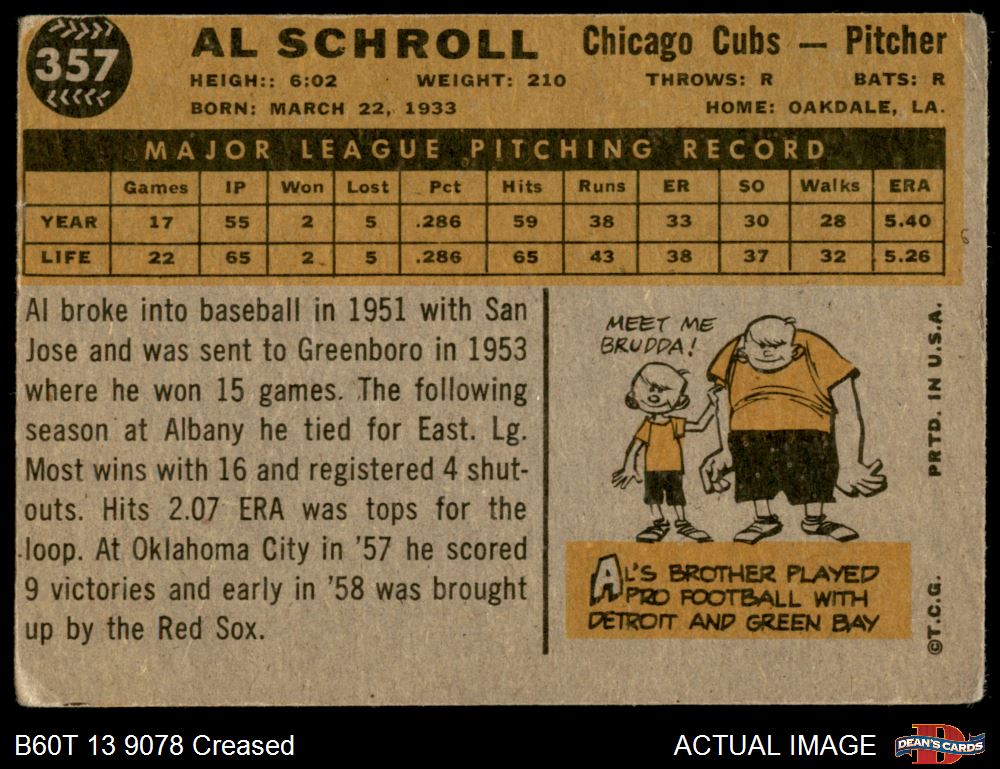 357
AL SCHROLL Chicago Cubs — Pitcher
HEIGH:: 6:02 WEIGHT: 210 THROWS: R BATS: R
BORN: MARCH 22, 1933 HOME: OAKDALE, LA.
MAJOR LEAGUE PITCHING RECORD
Games IP Won Lost Pct Hits Runs ER SO Walks ERA
YEAR 17 55 2 5 .286 59 38 33 30 28 5.40
LIFE 22 65 2 5 .286 65 43 38 37 32 5.26
Al broke into baseball in 1951 with San
Jose and was sent to Greenboro in 1953
where he won 15 games. The following
season at Albany he tied for East. Lg.
Most wins with 16 and registered 4 shut-
outs. Hits 2.07 ERA was tops for the
loop. At Oklahoma City in '57 he scored
9 victories and early in '58 was brought
up by the Red Sox.
MEET ME
BRUDDA!
AL'S BROTHER PLAYED
PRO FOOTBALL WITH
DETROIT AND GREEN BAY
©T.C.G. PRTD. IN U.S.A.
B60T 13 9078 Creased ACTUAL IMAGE
D
DEAN'S CARDS